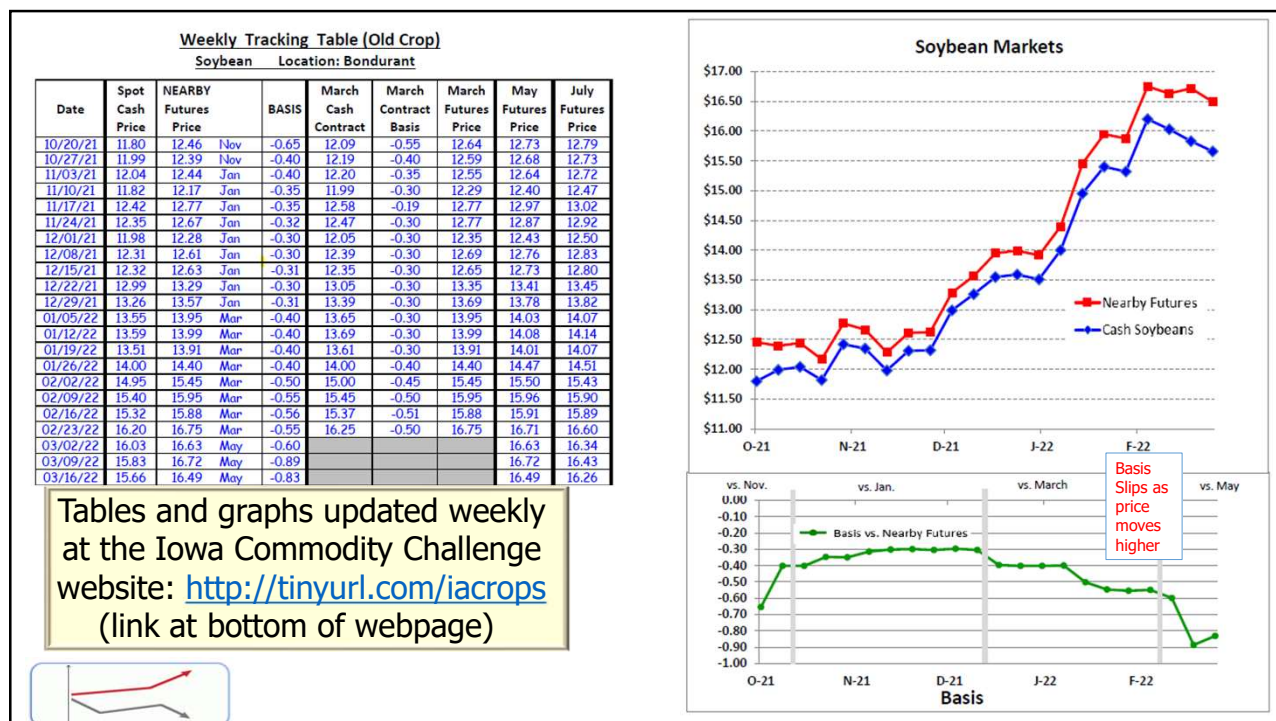 Weekly Tracking Table (Old Crop)
Soybean Location: Bondurant
Date Spot Cash Price NEARBY Futures Price BASIS March Cash Contract March Contract Basis March Futures Price May Futures Price July Futures Price
10/20/21 11.80 12.46 Nov -0.65 12.09 -0.55 12.64 12.73 12.79
10/27/21 11.99 12.39 Nov -0.40 12.19 -0.40 12.59 12.68 12.73
11/03/21 12.04 12.44 Jan -0.40 12.20 -0.35 12.55 12.64 12.72
11/10/21 11.82 12.17 Jan -0.35 11.99 -0.30 12.29 12.40 12.47
11/17/21 12.42 12.77 Jan -0.35 12.58 -0.19 12.77 12.97 13.02
11/24/21 12.35 12.67 Jan -0.32 12.47 -0.30 12.77 12.87 12.92
12/01/21 11.98 12.28 Jan -0.30 12.05 -0.30 12.35 12.43 12.50
12/08/21 12.31 12.61 Jan -0.30 12.39 -0.30 12.69 12.76 12.83
12/15/21 12.32 12.63 Jan -0.31 12.35 -0.30 12.65 12.73 12.80
12/22/21 12.99 13.29 Jan -0.30 13.05 -0.30 13.35 13.41 13.45
12/29/21 13.26 13.57 Jan -0.31 13.39 -0.30 13.69 13.78 13.82
01/05/22 13.55 13.95 Mar -0.40 13.65 -0.30 13.95 14.03 14.07
01/12/22 13.59 13.99 Mar -0.40 13.69 -0.30 13.99 14.08 14.14
01/19/22 13.51 13.91 Mar -0.40 13.61 -0.30 13.91 14.01 14.07
01/26/22 14.00 14.40 Mar -0.40 14.00 -0.40 14.40 14.47 14.51
02/02/22 14.95 15.45 Mar -0.50 15.00 -0.45 15.45 15.50 15.43
02/09/22 15.40 15.95 Mar -0.55 15.45 -0.50 15.95 15.96 15.90
02/16/22 15.32 15.88 Mar -0.56 15.37 -0.51 15.88 15.91 15.89
02/23/22 16.20 16.75 Mar -0.55 16.25 -0.50 16.75 16.71 16.60
03/02/22 16.03 16.63 May -0.60 16.63 16.34
03/09/22 15.83 16.72 May -0.89 16.72 16.43
03/16/22 15.66 16.49 May -0.83 16.49 16.26
Tables and graphs updated weekly
at the Iowa Commodity Challenge
website: http://tinyurl.com/iacrops
(link at bottom of webpage)
Soybean Markets
$17.00
$16.50
$16.00
$15.50
$15.00
$14.50
$14.00
$13.50
$13.00
$12.50
$12.00
$11.50
$11.00
Nearby Futures
Cash Soybeans
O-21 N-21 D-21 J-22 F-22
Basis
Slips as
price
moves
higher
vs. Nov. vs. Jan. vs. March vs. May
0.00
-0.10
-0.20
-0.30
-0.40
-0.50
-0.60
-0.70
-0.80
-0.90
-1.00
Basis vs. Nearby Futures
O-21 N-21 D-21 J-22 F-22
Basis